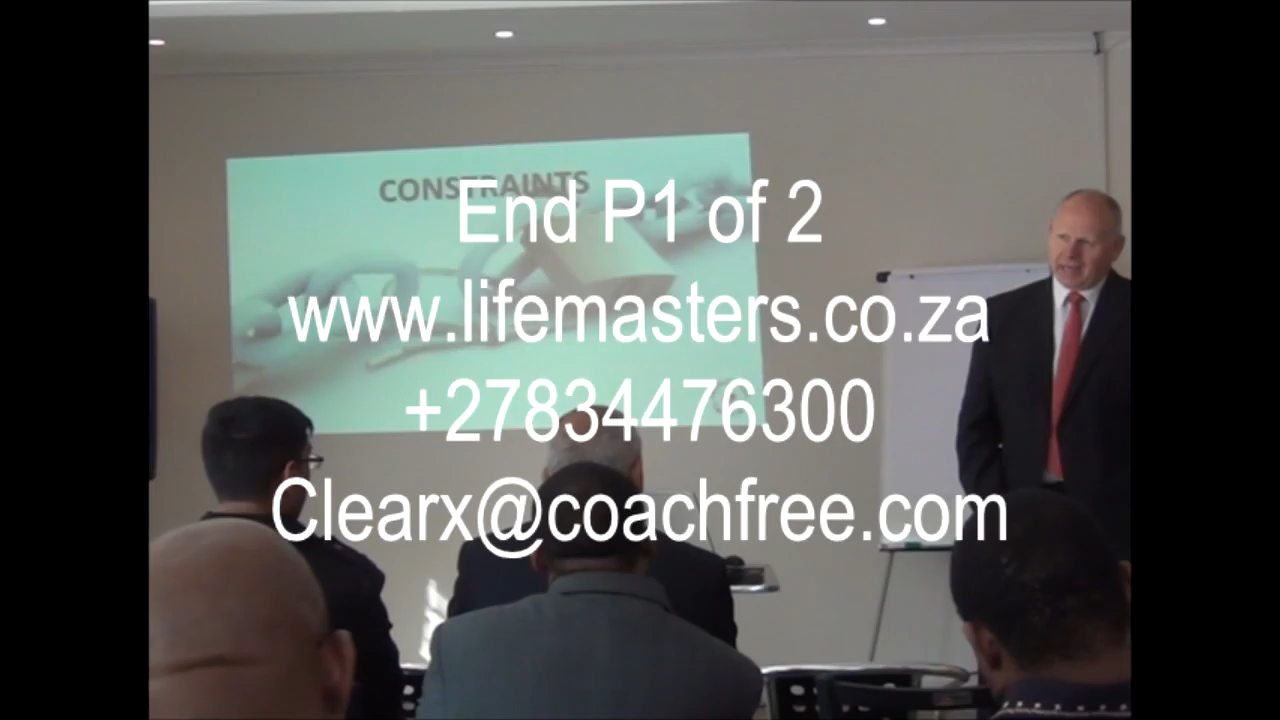 CONSTRAINTS
End P1 of 2
www.lifemasters.co.za
+27834476300
Clearx@coachfree.com